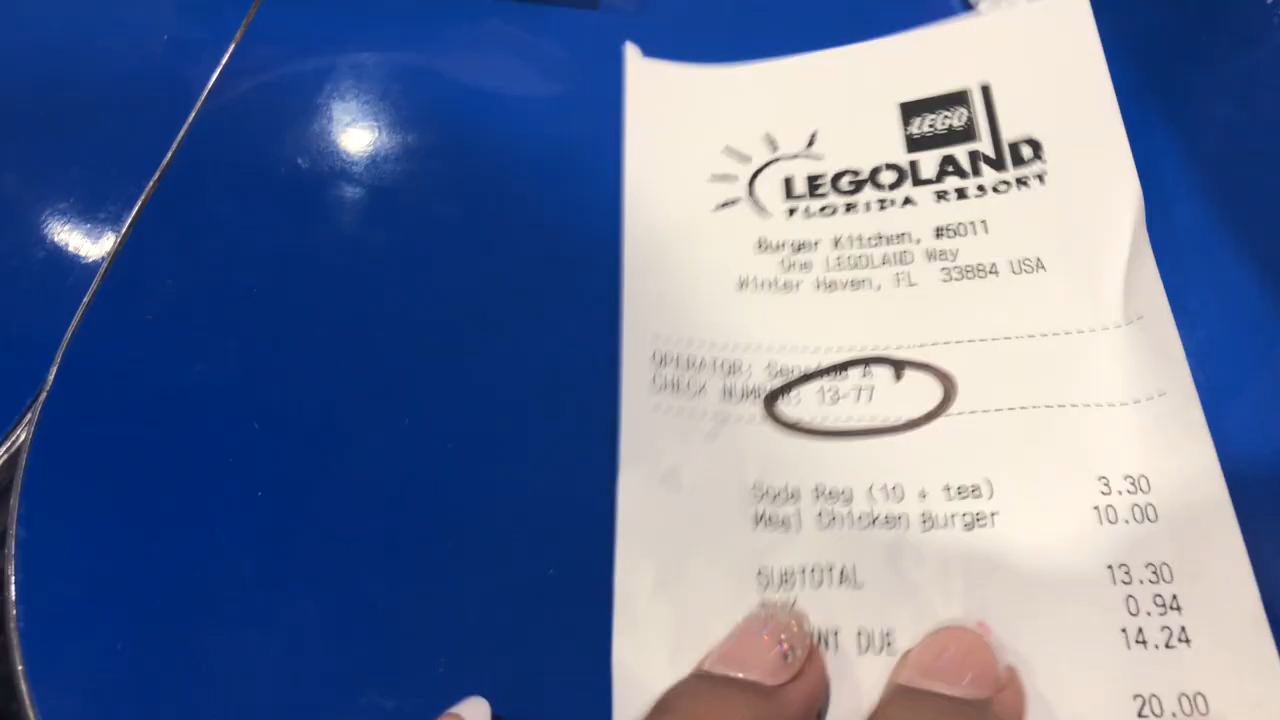 LEGO
LEGOLAND
FLORIDA RESORT
Burger Kitchen, #5011
One LEGOLAND Way
Winter Haven, FL 33884 USA
OPERATOR: A
CHECK NUMBER: 13-77
Soda Reg (10 + tea) 3.30
Meal Chicken Burger 10.00
SUBTOTAL 13.30
0.94
DUE 14.24
20.00